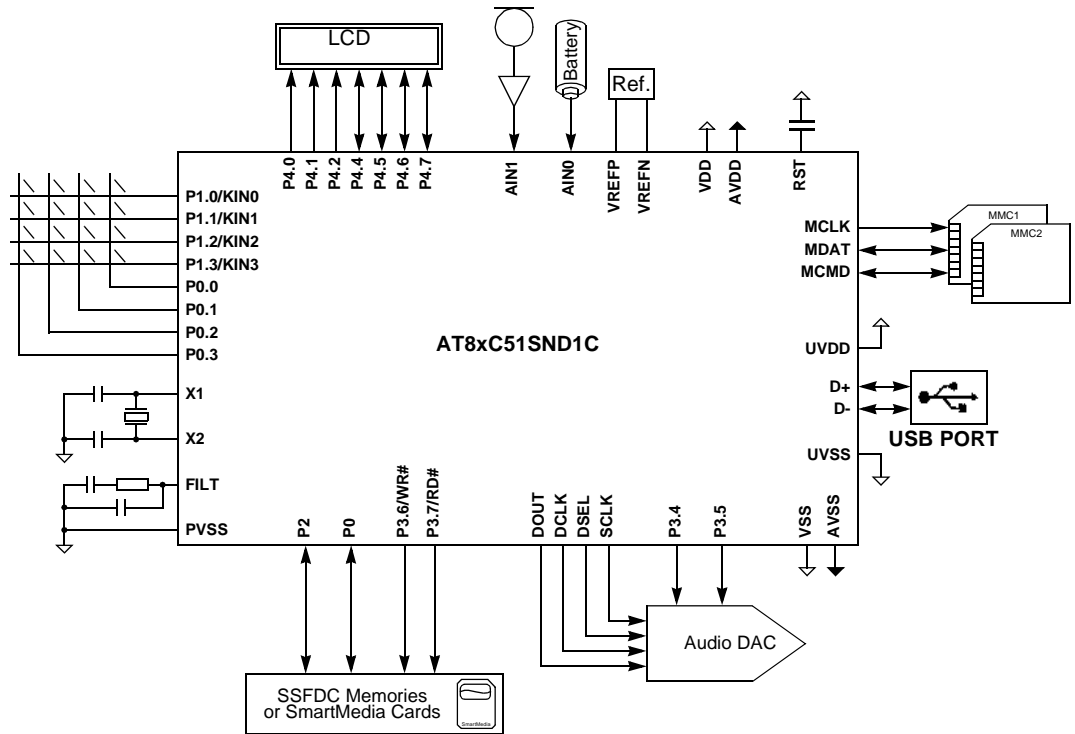 LCD
Battery
Ref.
P4.0
P4.1
P4.2
P4.4
P4.5
P4.6
P4.7
AIN1
AIN0
VREFP
VREFN
VDD
AVDD
RST
P1.0/KIN0
P1.1/KIN1
P1.2/KIN2
P1.3/KIN3
P0.0
P0.1
P0.2
P0.3
X1
X2
FILT
PVSS
AT8xC51SND1C
MCLK
MDAT
MCMD
MMC1
MMC2
UVDD
D+
D-
USB PORT
UVSS
P2
P0
P3.6/WR#
P3.7/RD#
DOUT
DCLK
DSEL
SCLK
P3.4
P3.5
VSS
AVSS
Audio DAC
SSFDC Memories
or SmartMedia Cards
SmartMedia